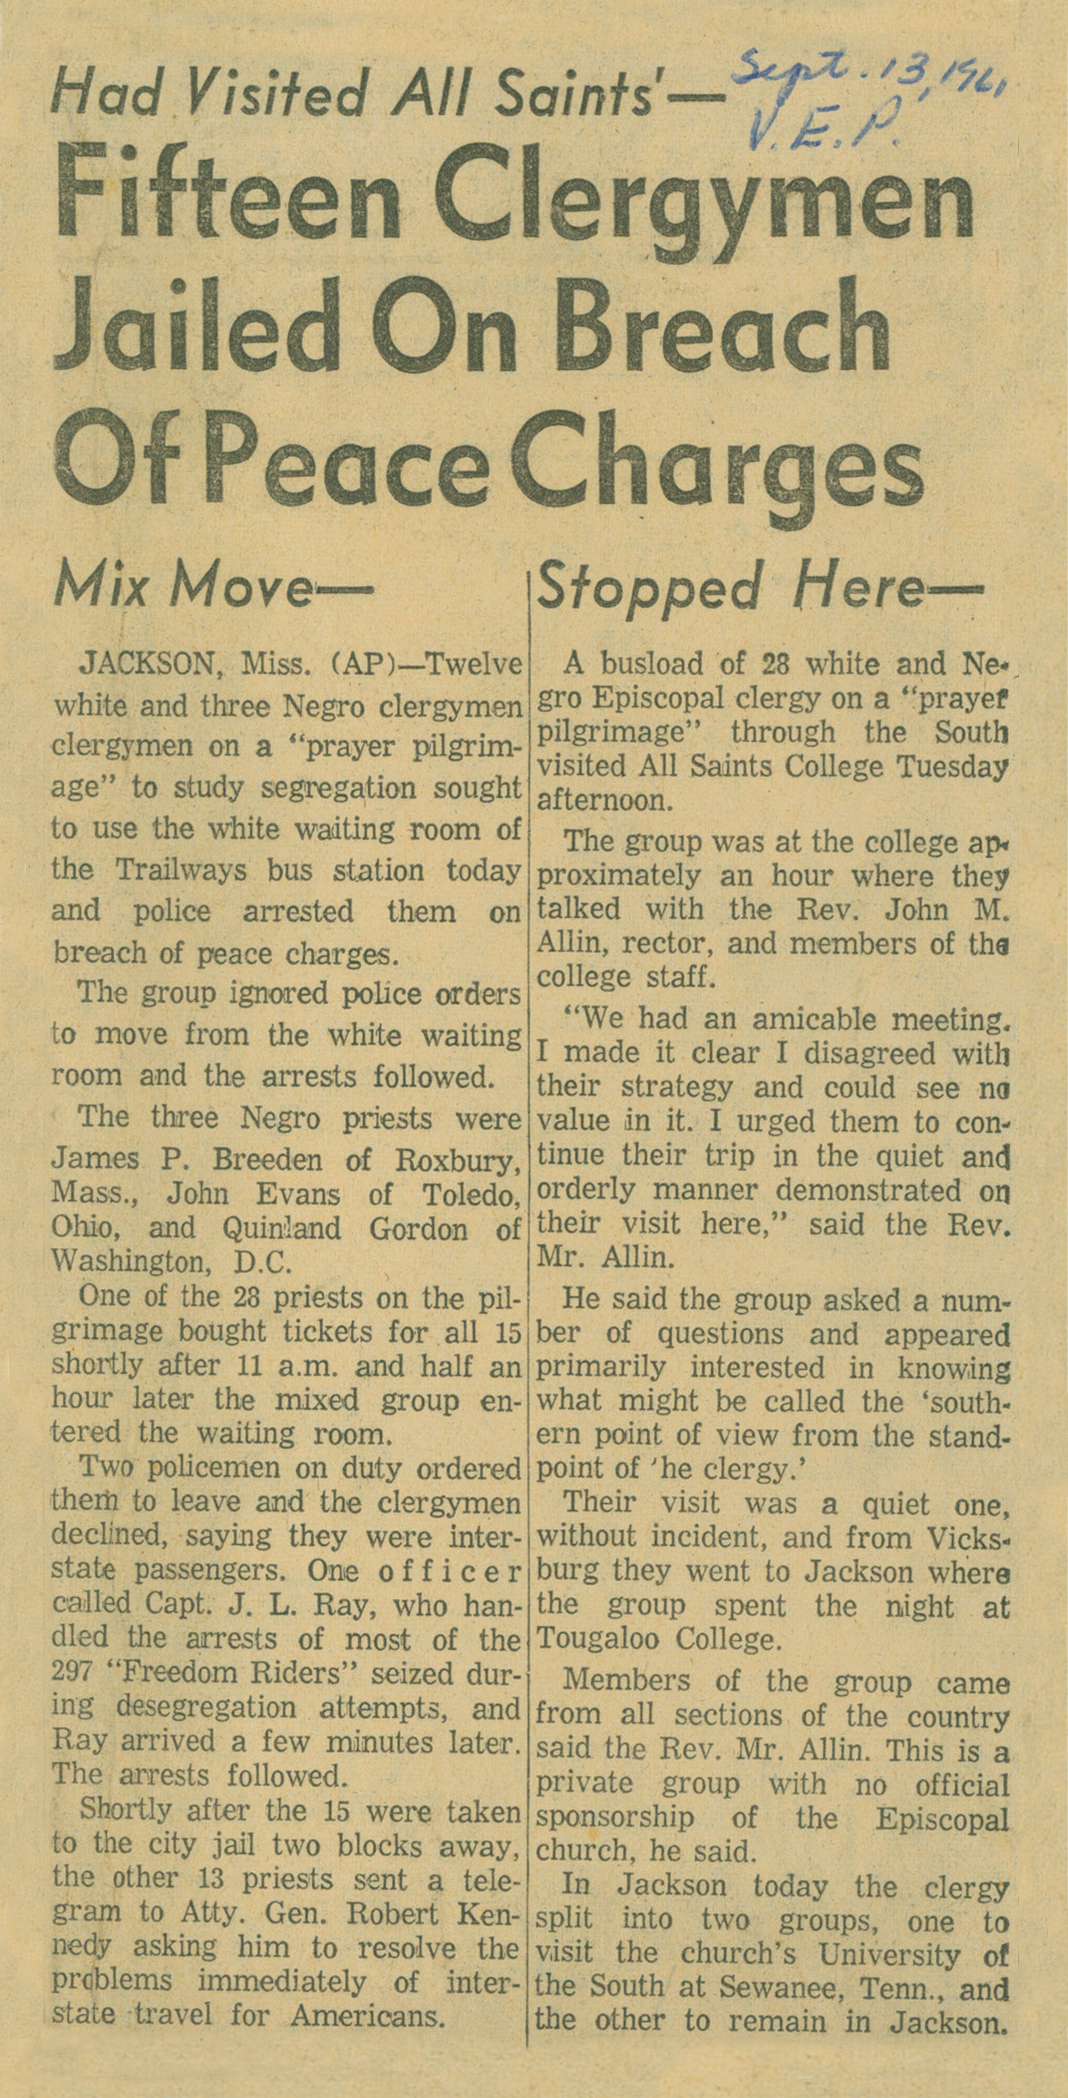 Had Visited All Saints'—
Sept. 13, 1961
V.E.P.
Fifteen Clergymen
Jailed On Breach
Of Peace Charges
Mix Move—
JACKSON, Miss. (AP)—Twelve
white and three Negro clergymen
clergymen on a "prayer pilgrim-
age" to study segregation sought
to use the white waiting room of
the Trailways bus station today
and police arrested them on
breach of peace charges.
The group ignored police orders
to move from the white waiting
room and the arrests followed.
The three Negro priests were
James P. Breeden of Roxbury,
Mass., John Evans of Toledo,
Ohio, and Quinland Gordon of
Washington, D.C.
One of the 28 priests on the pil-
grimage bought tickets for all 15
shortly after 11 a.m. and half an
hour later the mixed group en-
tered the waiting room.
Two policemen on duty ordered
them to leave and the clergymen
declined, saying they were inter-
state passengers. One officer
called Capt. J. L. Ray, who han-
dled the arrests of most of the
297 "Freedom Riders" seized dur-
ing desegregation attempts, and
Ray arrived a few minutes later.
The arrests followed.
Shortly after the 15 were taken
to the city jail two blocks away,
the other 13 priests sent a tele-
gram to Atty. Gen. Robert Ken-
nedy asking him to resolve the
problems immediately of inter-
state travel for Americans.
Stopped Here—
A busload of 28 white and Ne-
gro Episcopal clergy on a "prayer
pilgrimage" through the South
visited All Saints College Tuesday
afternoon.
The group was at the college ap-
proximately an hour where they
talked with the Rev. John M.
Allin, rector, and members of the
college staff.
"We had an amicable meeting.
I made it clear I disagreed with
their strategy and could see no
value in it. I urged them to con-
tinue their trip in the quiet and
orderly manner demonstrated on
their visit here," said the Rev.
Mr. Allin.
He said the group asked a num-
ber of questions and appeared
primarily interested in knowing
what might be called the 'south-
ern point of view from the stand-
point of 'he clergy.'
Their visit was a quiet one,
without incident, and from Vicks-
burg they went to Jackson where
the group spent the night at
Tougaloo College.
Members of the group came
from all sections of the country
said the Rev. Mr. Allin. This is a
private group with no official
sponsorship of the Episcopal
church, he said.
In Jackson today the clergy
split into two groups, one to
visit the church's University of
the South at Sewanee, Tenn., and
the other to remain in Jackson.